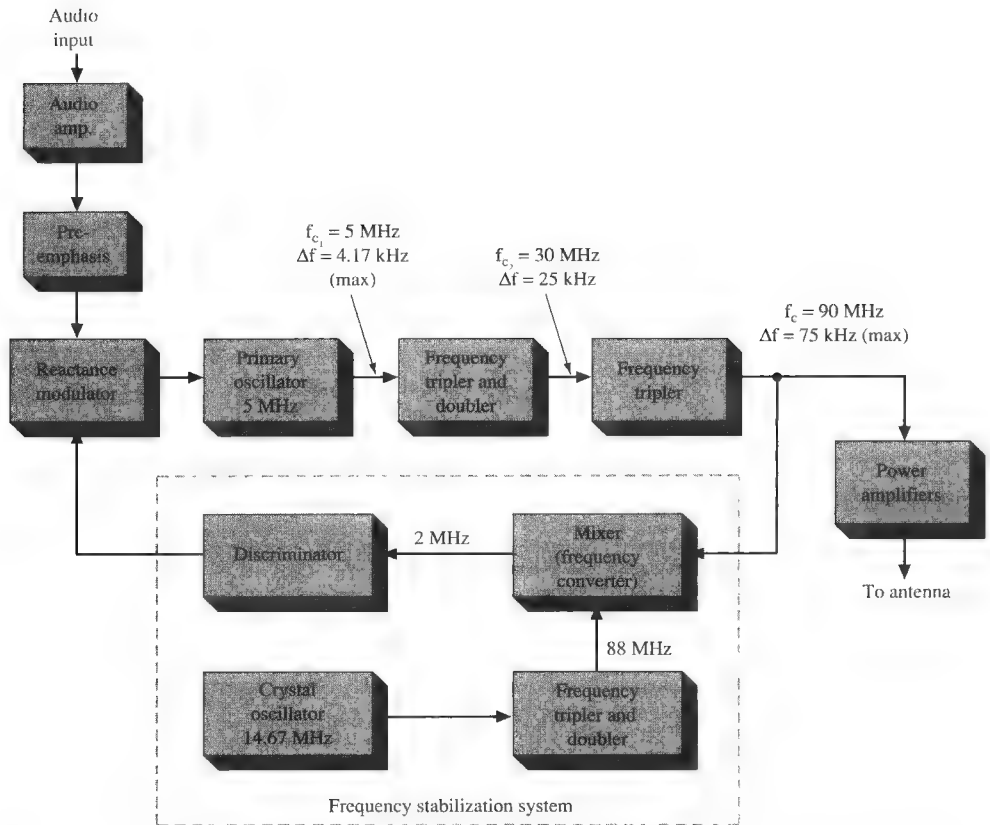 Audio
input
Audio
amp.
Pre-
emphasis
f_c₁ = 5 MHz
Δf = 4.17 kHz
(max)
f_c₂ = 30 MHz
Δf = 25 kHz
f_c = 90 MHz
Δf = 75 kHz (max)
Reactance
modulator
Primary
oscillator
5 MHz
Frequency
tripler and
doubler
Frequency
tripler
Power
amplifiers
To antenna
Discriminator
2 MHz
Mixer
(frequency
converter)
88 MHz
Crystal
oscillator
14.67 MHz
Frequency
tripler and
doubler
Frequency stabilization system